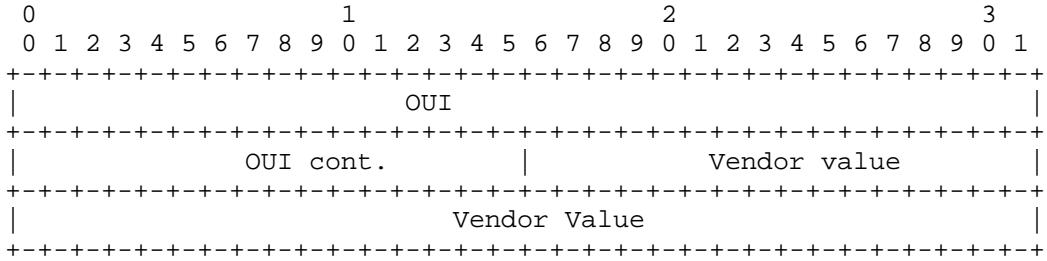 0                   1                   2                   3
 0 1 2 3 4 5 6 7 8 9 0 1 2 3 4 5 6 7 8 9 0 1 2 3 4 5 6 7 8 9 0 1
+-+-+-+-+-+-+-+-+-+-+-+-+-+-+-+-+-+-+-+-+-+-+-+-+-+-+-+-+-+-+-+-+
|                        OUI                                    |
+-+-+-+-+-+-+-+-+-+-+-+-+-+-+-+-+-+-+-+-+-+-+-+-+-+-+-+-+-+-+-+-+
|              OUI cont.        |           Vendor value        |
+-+-+-+-+-+-+-+-+-+-+-+-+-+-+-+-+-+-+-+-+-+-+-+-+-+-+-+-+-+-+-+-+
|                           Vendor Value                        |
+-+-+-+-+-+-+-+-+-+-+-+-+-+-+-+-+-+-+-+-+-+-+-+-+-+-+-+-+-+-+-+-+